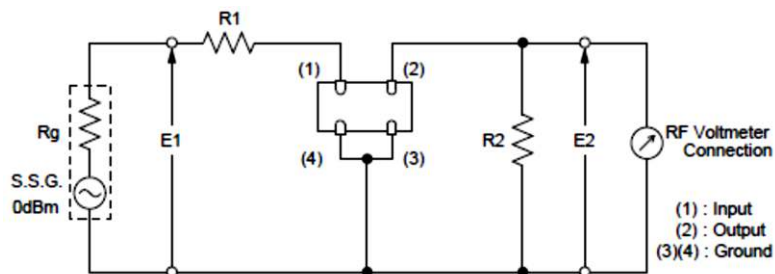 R1
(1)
(2)
Rg
E1
R2
E2
RF Voltmeter
Connection
S.S.G.
0dBm
(4)
(3)
(1) : Input
(2) : Output
(3)(4) : Ground